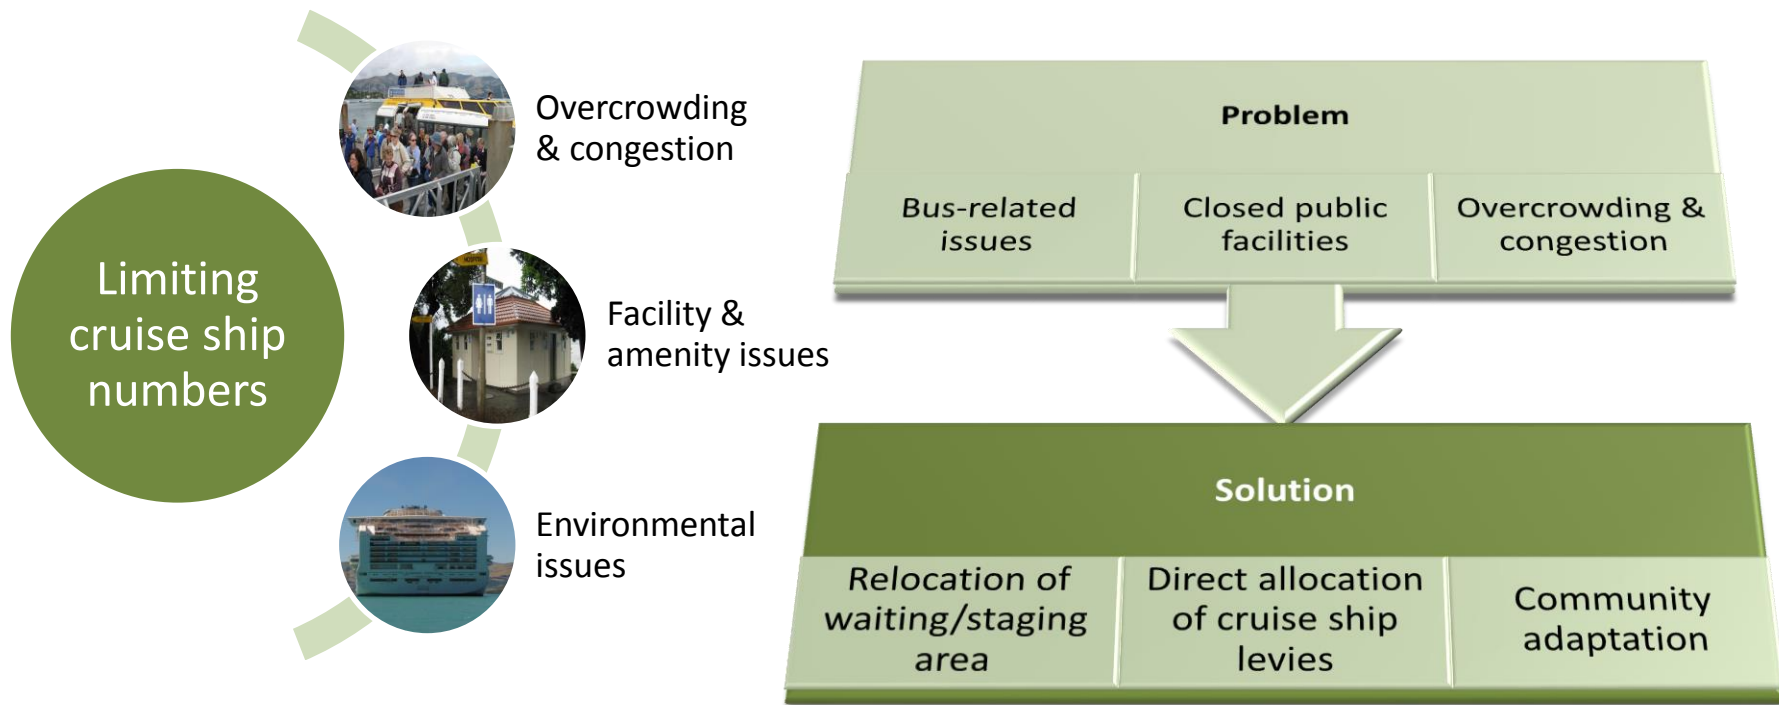 Limiting
cruise ship
numbers
Overcrowding
& congestion
HOSPITAL
Facility &
amenity issues
Environmental
issues
Problem
Bus-related
issues
Closed public
facilities
Overcrowding &
congestion
Solution
Relocation of
waiting/staging
area
Direct allocation
of cruise ship
levies
Community
adaptation